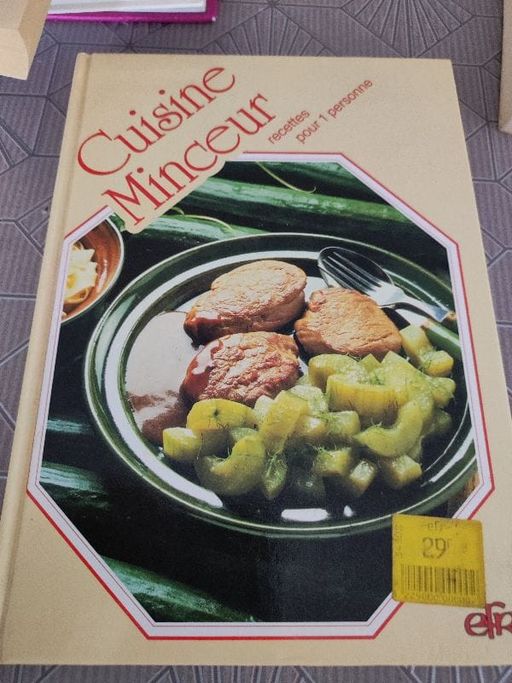 Cuisine
Minceur
recettes
pour 1 personne
29
efr